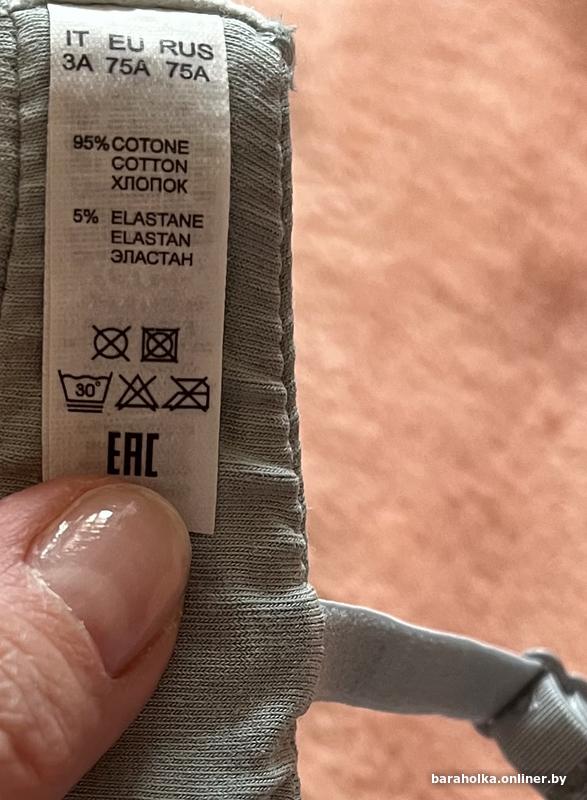 IT EU RUS
3A 75A 75A
95% COTONE
COTTON
ХЛОПОК
5% ELASTANE
ELASTAN
ЭЛАСТАН
30°
EAC
baraholka.onliner.by